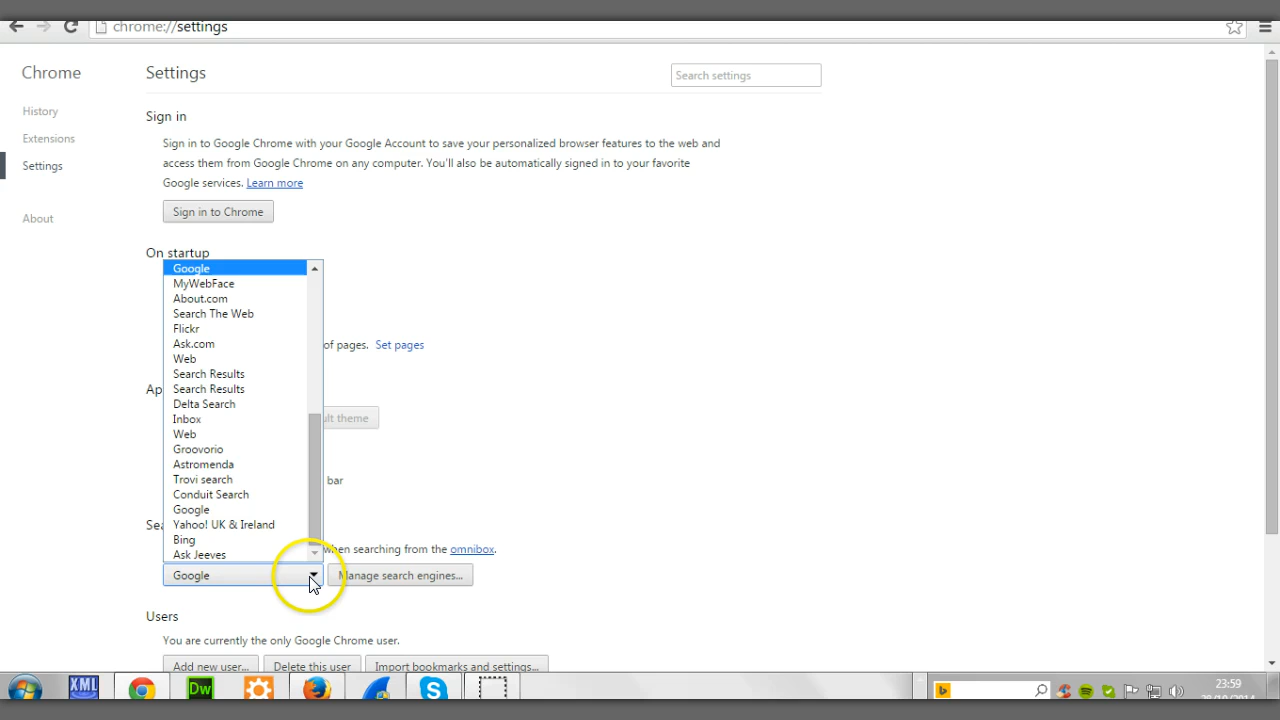 chrome://settings
Chrome
Settings
Search settings
History
Extensions
Settings
About
Sign in
Sign in to Google Chrome with your Google Account to save your personalized browser features to the web and
access them from Google Chrome on any computer. You'll also be automatically signed in to your favorite
Google services. Learn more
Sign in to Chrome
On startup
Google
MyWebFace
About.com
Search The Web
Flickr
of pages. Set pages
Ask.com
Web
Search Results
Ap
Search Results
Delta Search
ult theme
Inbox
Web
Groovorio
Astromenda
Trovi search
bar
Conduit Search
Google
Sea
Yahoo! UK & Ireland
Bing
when searching from the omnibox.
Ask Jeeves
Google
Manage search engines...
Users
You are currently the only Google Chrome user.
Add new user...
Delete this user
Import bookmarks and settings...
XML
Dw
23:59